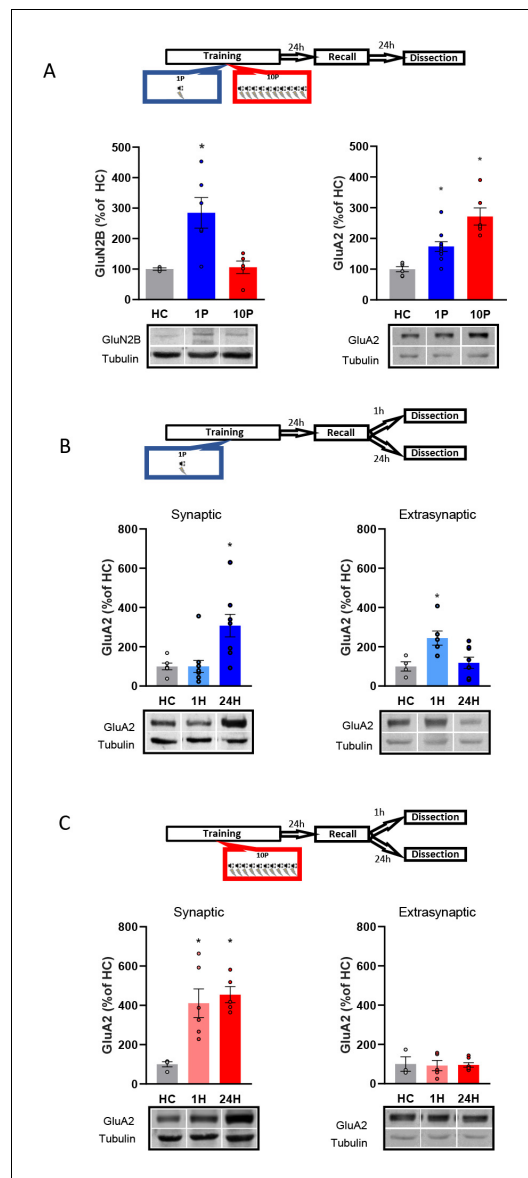 A
Training
24h
Recall
24h
Dissection
1P
10P
GluN2B (%of HC)
500
400
300
200
100
0
*
HC 1P 10P
GluN2B
Tubulin
GluA2 (%of HC)
500
400
300
200
100
0
* *
HC 1P 10P
GluA2
Tubulin
B
Training
24h
Recall
1h
Dissection
24h
Dissection
1P
Synaptic
GluA2 (%of HC)
800
600
400
200
0
*
HC 1H 24H
GluA2
Tubulin
Extrasynaptic
GluA2 (%of HC)
800
600
400
200
0
*
HC 1H 24H
GluA2
Tubulin
C
Training
24h
Recall
1h
Dissection
24h
Dissection
10P
Synaptic
GluA2 (%of HC)
800
600
400
200
0
* *
HC 1H 24H
GluA2
Tubulin
Extrasynaptic
GluA2 (%of HC)
800
600
400
200
0
HC 1H 24H
GluA2
Tubulin